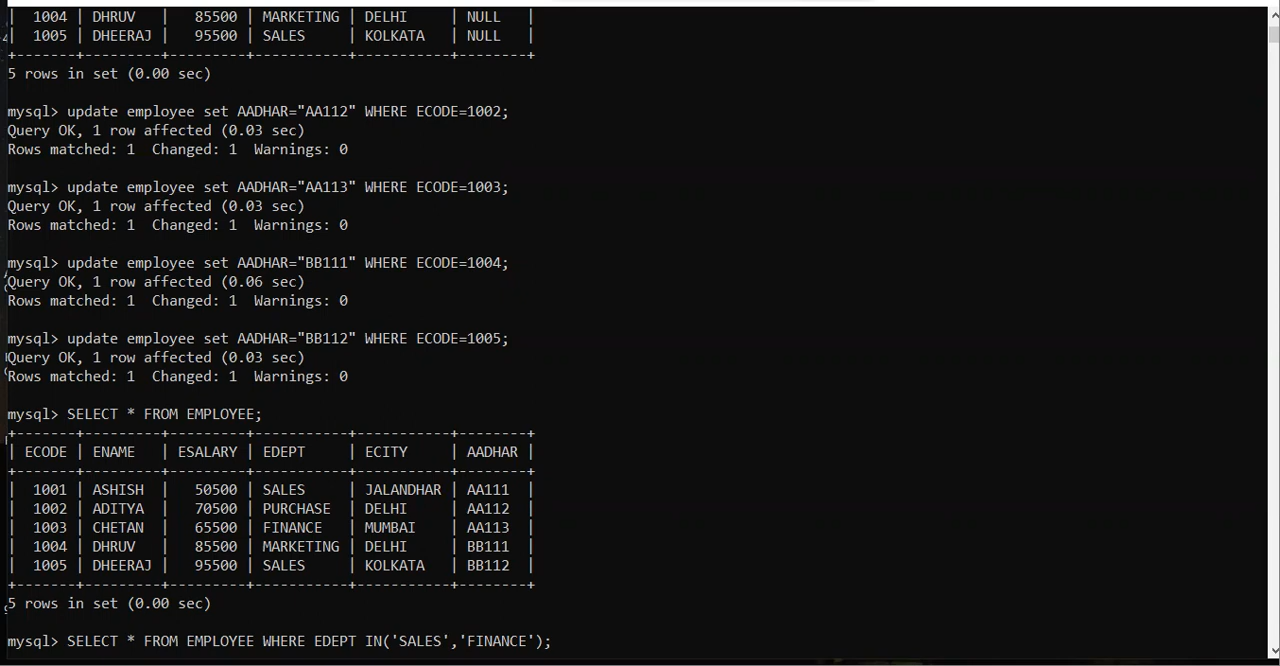 | 1004 | DHRUV | 85500 | MARKETING | DELHI | NULL |
| 1005 | DHEERAJ | 95500 | SALES | KOLKATA | NULL |
+-------+---------+---------+-----------+-----------+--------+
5 rows in set (0.00 sec)
mysql> update employee set AADHAR="AA112" WHERE ECODE=1002;
Query OK, 1 row affected (0.03 sec)
Rows matched: 1 Changed: 1 Warnings: 0
mysql> update employee set AADHAR="AA113" WHERE ECODE=1003;
Query OK, 1 row affected (0.03 sec)
Rows matched: 1 Changed: 1 Warnings: 0
mysql> update employee set AADHAR="BB111" WHERE ECODE=1004;
Query OK, 1 row affected (0.06 sec)
Rows matched: 1 Changed: 1 Warnings: 0
mysql> update employee set AADHAR="BB112" WHERE ECODE=1005;
Query OK, 1 row affected (0.03 sec)
Rows matched: 1 Changed: 1 Warnings: 0
mysql> SELECT * FROM EMPLOYEE;
+-------+---------+---------+-----------+-----------+--------+
| ECODE | ENAME | ESALARY | EDEPT | ECITY | AADHAR |
+-------+---------+---------+-----------+-----------+--------+
| 1001 | ASHISH | 50500 | SALES | JALANDHAR | AA111 |
| 1002 | ADITYA | 70500 | PURCHASE | DELHI | AA112 |
| 1003 | CHETAN | 65500 | FINANCE | MUMBAI | AA113 |
| 1004 | DHRUV | 85500 | MARKETING | DELHI | BB111 |
| 1005 | DHEERAJ | 95500 | SALES | KOLKATA | BB112 |
+-------+---------+---------+-----------+-----------+--------+
5 rows in set (0.00 sec)
mysql> SELECT * FROM EMPLOYEE WHERE EDEPT IN('SALES','FINANCE');